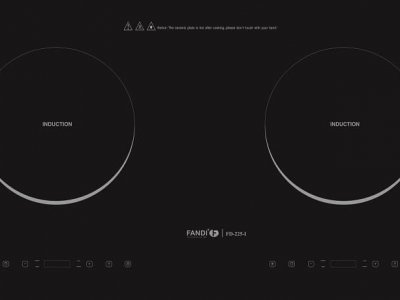 Notice: The ceramic plate is hot after cooking, please don't touch with your hand!
INDUCTION
INDUCTION
FANDI FD-225-I